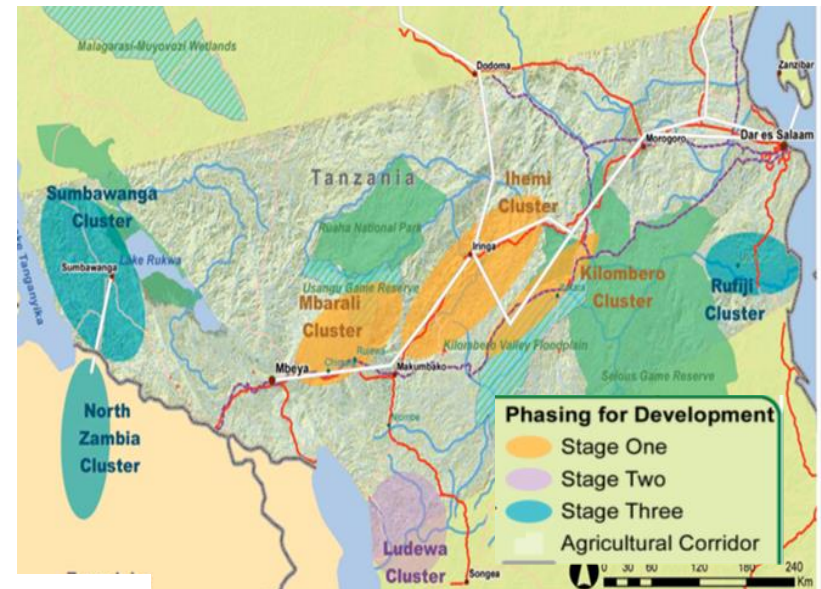 Malagarasi-Muyovozi Wetlands
Dodoma
Zanzibar
Morogoro
Dar es Salaam
Tanzania
Ihemi
Cluster
Sumbawanga
Cluster
Ruaha National Park
Iringa
Lake Rukwa
Sumbawanga
Usangu Game Reserve
Kilombero
Cluster
Rufiji
Cluster
Mbarali
Cluster
Kilombero Valley Floodplain
Mbeya
Makumbako
Selous Game Reserve
North
Zambia
Cluster
Njombe
Ludewa
Cluster
Songea
Tanganyika
Phasing for Development
Stage One
Stage Two
Stage Three
Agricultural Corridor
0 30 60 120 180 240
Km